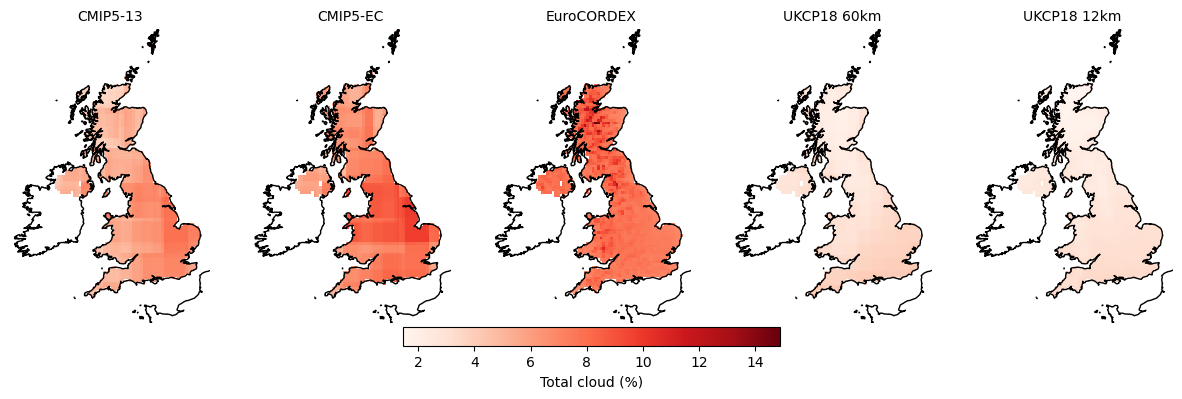 CMIP5-13
CMIP5-EC
EuroCORDEX
UKCP18 60km
UKCP18 12km
2 4 6 8 10 12 14
Total cloud (%)